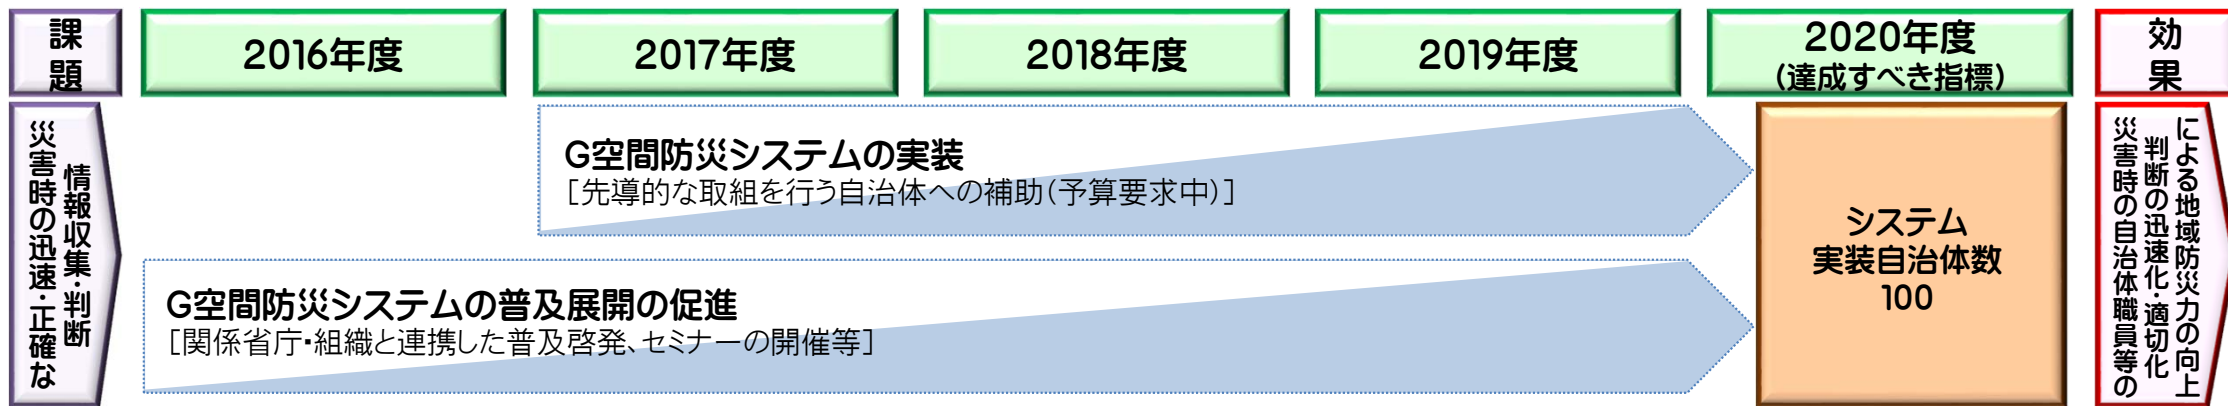 課
題
2016年度
2017年度
2018年度
2019年度
2020年度
(達成すべき指標)
効
果
災害時の迅速・正確な
情報収集・判断
G空間防災システムの実装
[先導的な取組を行う自治体への補助(予算要求中)]
G空間防災システムの普及展開の促進
[関係省庁・組織と連携した普及啓発、セミナーの開催等]
システム
実装自治体数
100
災害時の自治体職員等の
判断の迅速化・適切化
による地域防災力の向上